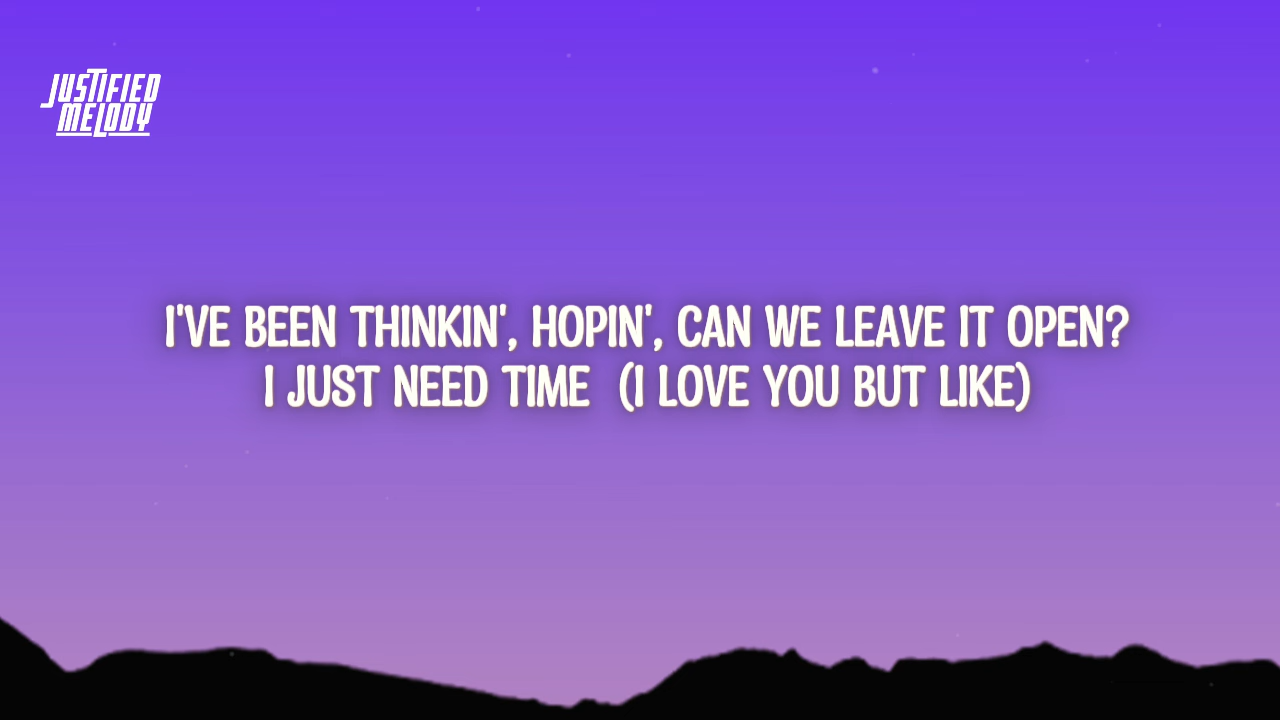 JUSTIFIED
MELODY
I'VE BEEN THINKIN', HOPIN', CAN WE LEAVE IT OPEN?
I JUST NEED TIME  (I LOVE YOU BUT LIKE)